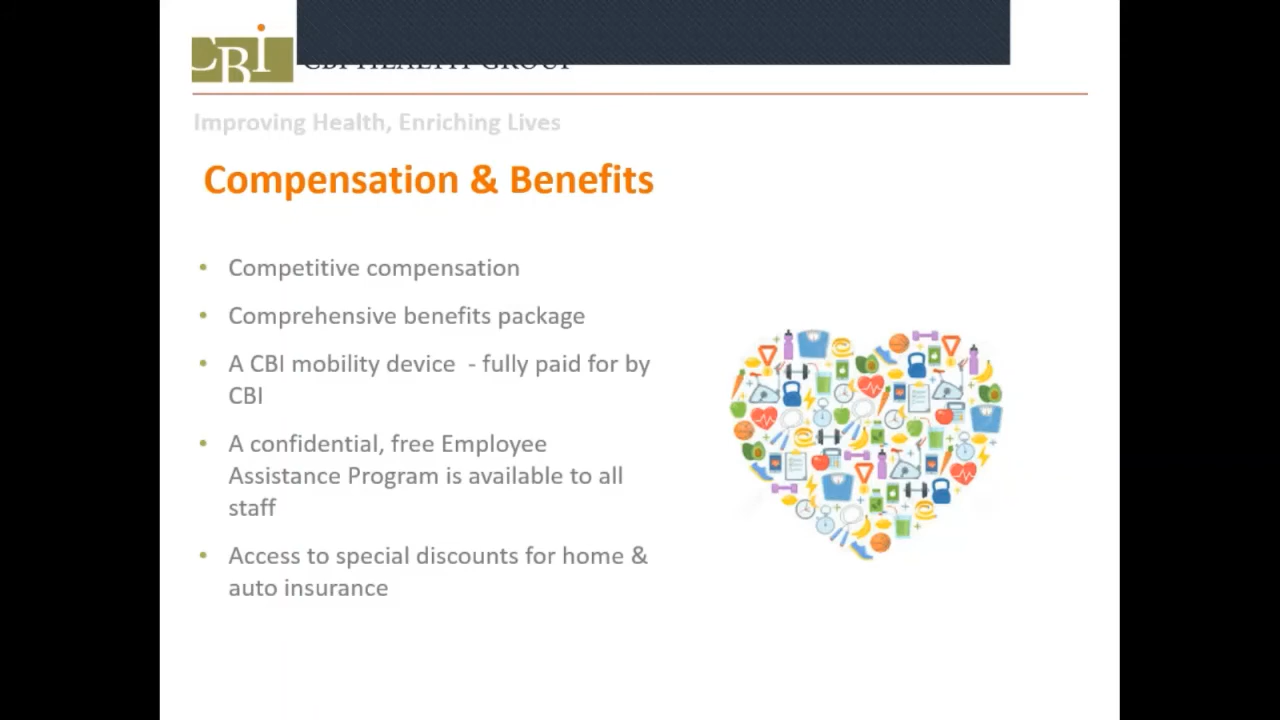 CBI
CBI HEALTH GROUP
Improving Health, Enriching Lives
Compensation & Benefits
• Competitive compensation
• Comprehensive benefits package
• A CBI mobility device - fully paid for by
CBI
• A confidential, free Employee
Assistance Program is available to all
staff
• Access to special discounts for home &
auto insurance